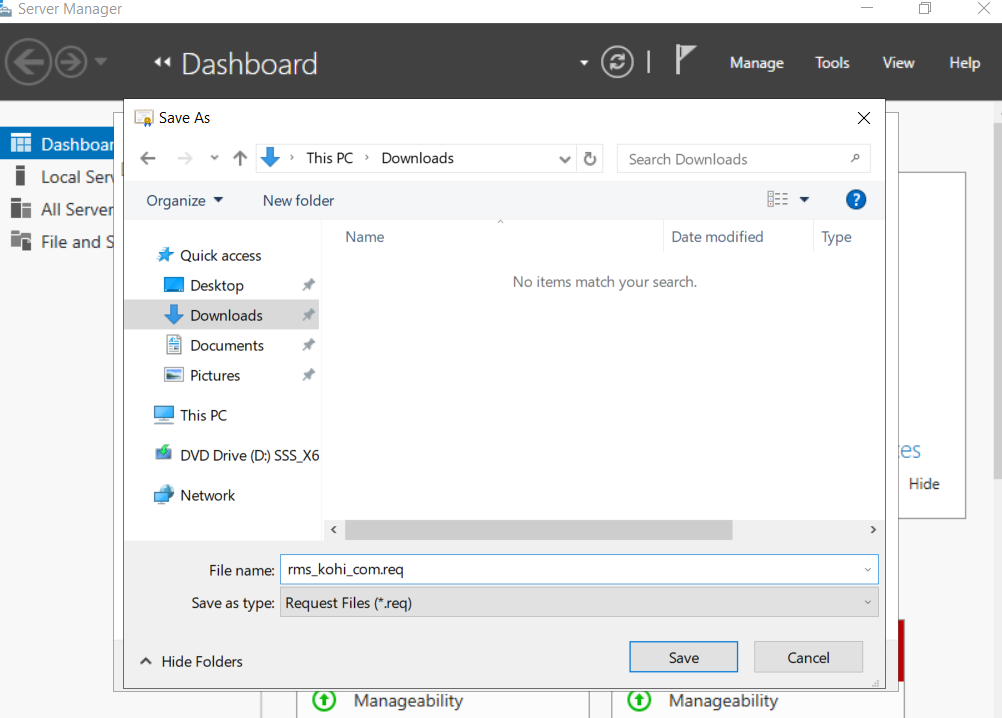 Server Manager
Dashboard
Manage Tools View Help
Save As
This PC Downloads
Search Downloads
Organize New folder
Name Date modified Type
No items match your search.
Quick access
Desktop
Downloads
Documents
Pictures
This PC
DVD Drive (D:) SSS_X6
Network
Dashboar
Local Serv
All Server
File and S
es
Hide
File name: rms_kohi_com.req
Save as type: Request Files (*.req)
Hide Folders
Save Cancel
Manageability Manageability